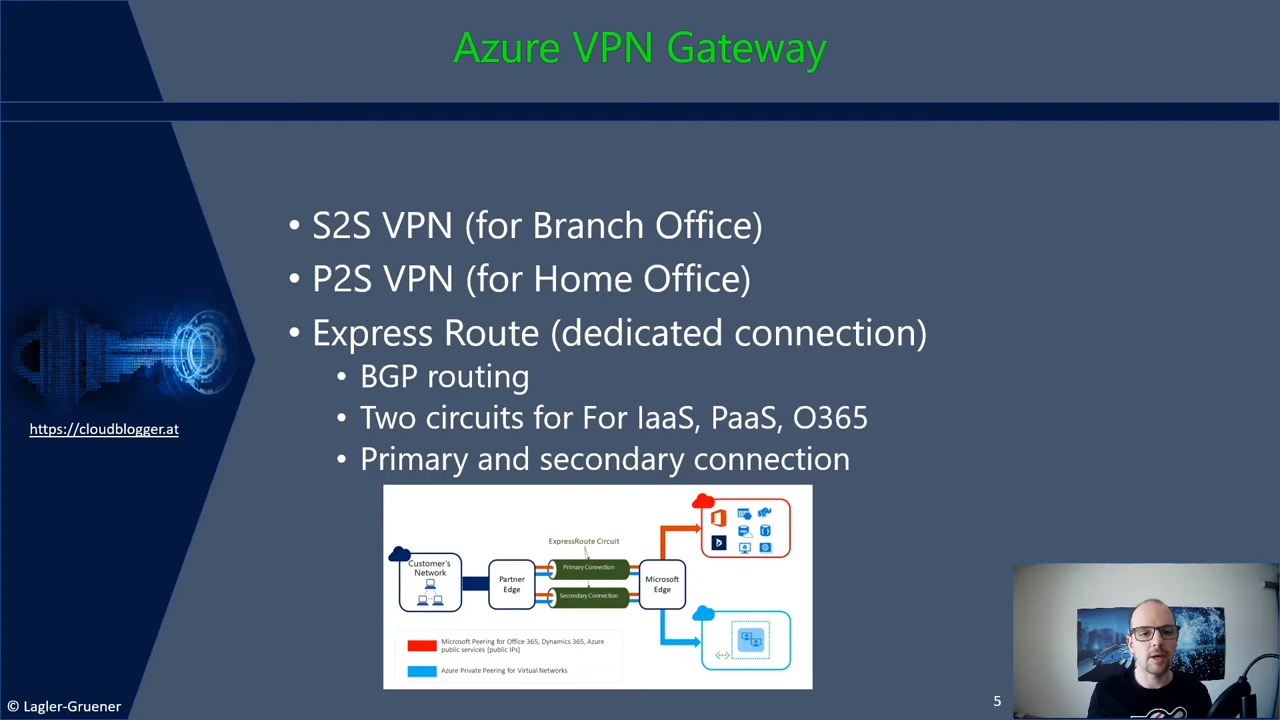 Azure VPN Gateway
• S2S VPN (for Branch Office)
• P2S VPN (for Home Office)
• Express Route (dedicated connection)
• BGP routing
• Two circuits for For IaaS, PaaS, O365
• Primary and secondary connection
https://cloudblogger.at
ExpressRoute Circuit
Customer's
Network
Partner
Edge
Primary Connection
Secondary Connection
Microsoft
Edge
Microsoft Peering for Office 365, Dynamics 365, Azure
public services (public IPs)
Azure Private Peering for Virtual Networks
© Lagler-Gruener
5